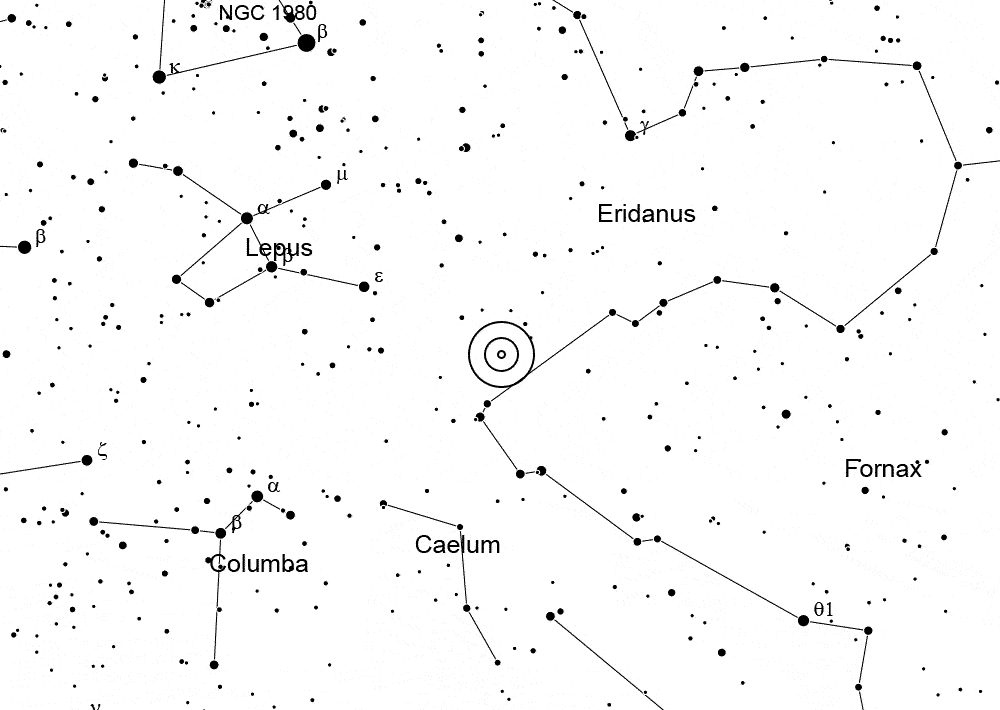 NGC 1980
β
κ
γ
μ
α
Eridanus
β
Lepus
β
ε
ζ
Fornax
α
β
Caelum
Columba
θ1
γ